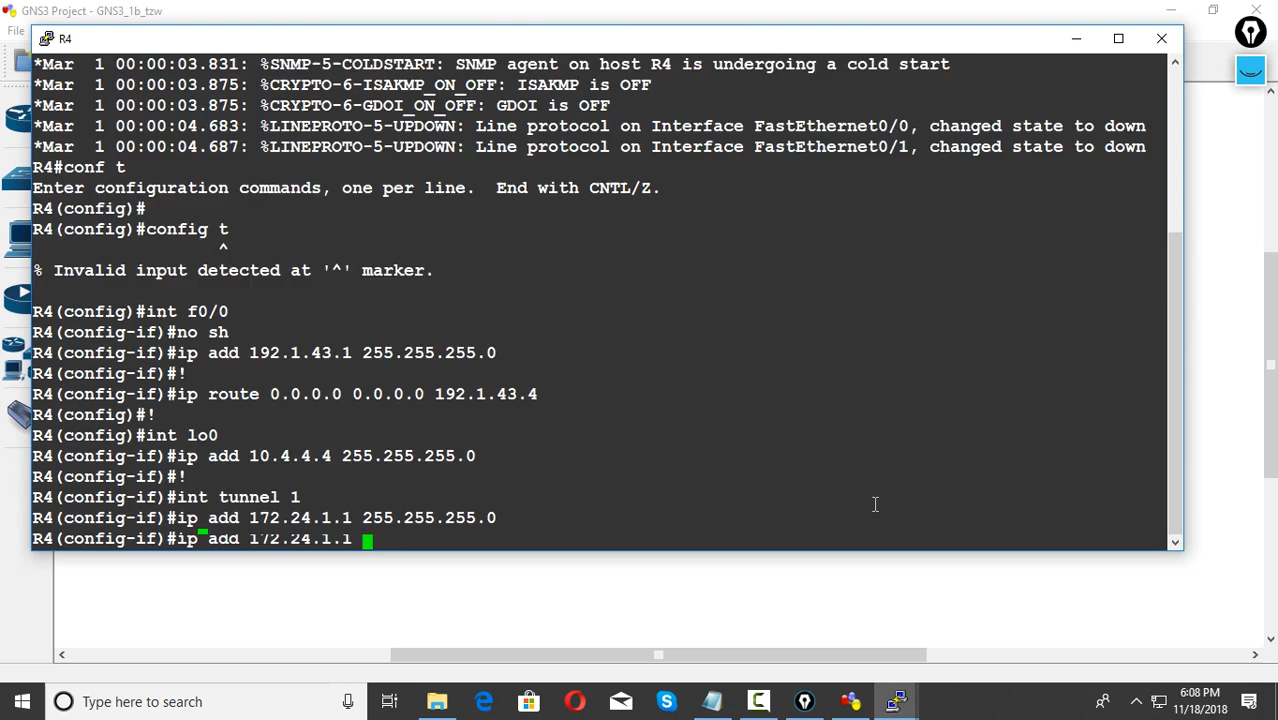 GNS3 Project - GNS3_1b_tzw
File
R4
*Mar  1 00:00:03.831: %SNMP-5-COLDSTART: SNMP agent on host R4 is undergoing a cold start
*Mar  1 00:00:03.875: %CRYPTO-6-ISAKMP_ON_OFF: ISAKMP is OFF
*Mar  1 00:00:03.875: %CRYPTO-6-GDOI_ON_OFF: GDOI is OFF
*Mar  1 00:00:04.683: %LINEPROTO-5-UPDOWN: Line protocol on Interface FastEthernet0/0, changed state to down
*Mar  1 00:00:04.687: %LINEPROTO-5-UPDOWN: Line protocol on Interface FastEthernet0/1, changed state to down
R4#conf t
Enter configuration commands, one per line.  End with CNTL/Z.
R4(config)#
R4(config)#config t
^
% Invalid input detected at '^' marker.
R4(config)#int f0/0
R4(config-if)#no sh
R4(config-if)#ip add 192.1.43.1 255.255.255.0
R4(config-if)#!
R4(config-if)#ip route 0.0.0.0 0.0.0.0 192.1.43.4
R4(config)#!
R4(config)#int lo0
R4(config-if)#ip add 10.4.4.4 255.255.255.0
R4(config-if)#!
R4(config-if)#int tunnel 1
R4(config-if)#ip add 172.24.1.1 255.255.255.0
R4(config-if)#ip add 172.24.1.1
Type here to search
6:08 PM
11/18/2018